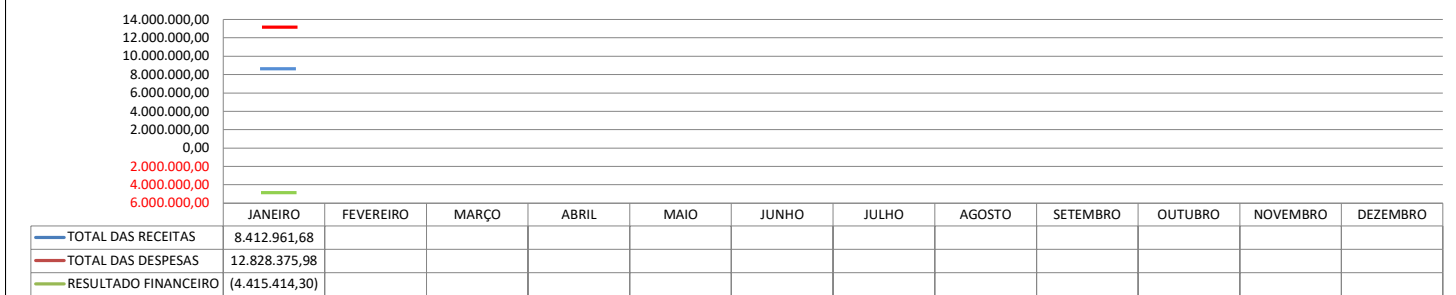 14.000.000,00
12.000.000,00
10.000.000,00
8.000.000,00
6.000.000,00
4.000.000,00
2.000.000,00
0,00
2.000.000,00
4.000.000,00
6.000.000,00
JANEIRO FEVEREIRO MARÇO ABRIL MAIO JUNHO JULHO AGOSTO SETEMBRO OUTUBRO NOVEMBRO DEZEMBRO
TOTAL DAS RECEITAS 8.412.961,68
TOTAL DAS DESPESAS 12.828.375,98
RESULTADO FINANCEIRO (4.415.414,30)